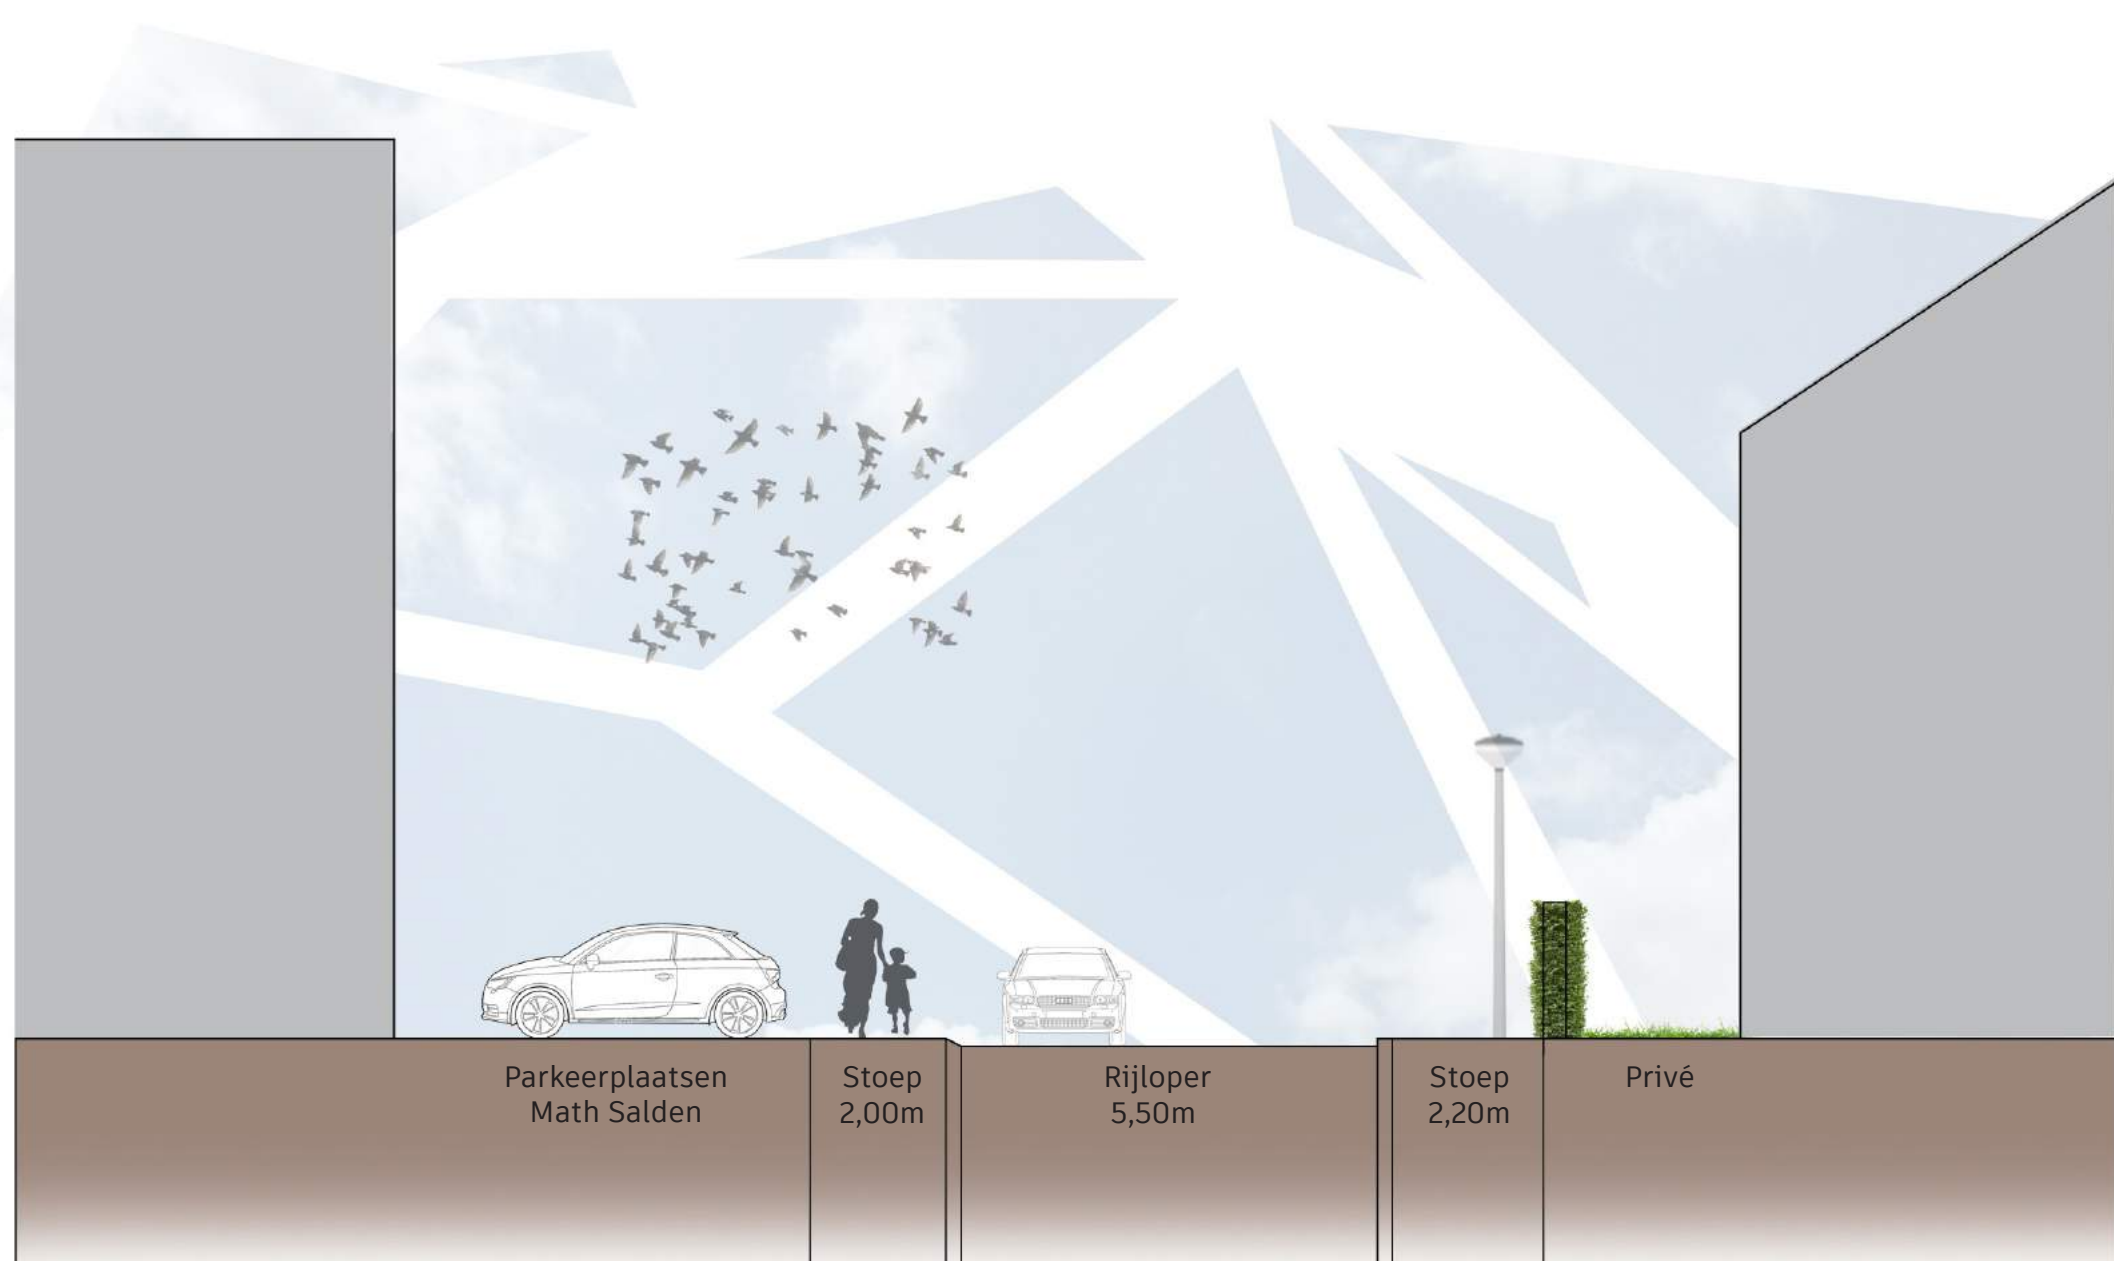 Parkeerplaatsen
Math Salden
Stoep
2,00m
Rijloper
5,50m
Stoep
2,20m
Privé